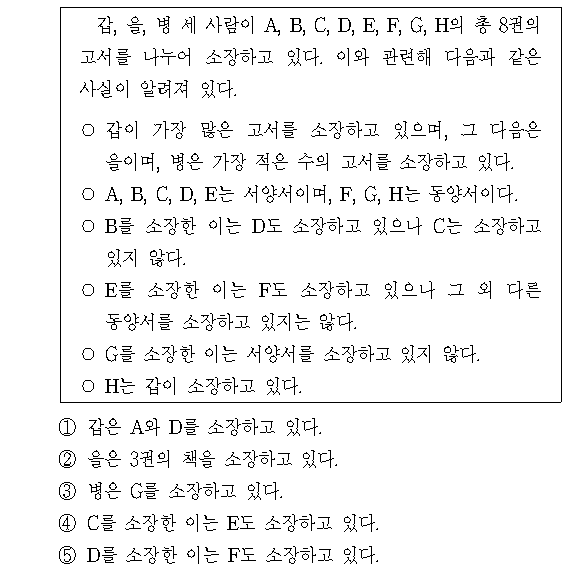 갑, 을, 병 세 사람이 A, B, C, D, E, F, G, H의 총 8권의
고서를 나누어 소장하고 있다. 이와 관련해 다음과 같은
사실이 알려져 있다.
○ 갑이 가장 많은 고서를 소장하고 있으며, 그 다음은
을이며, 병은 가장 적은 수의 고서를 소장하고 있다.
○ A, B, C, D, E는 서양서이며, F, G, H는 동양서이다.
○ B를 소장한 이는 D도 소장하고 있으나 C는 소장하고
있지 않다.
○ E를 소장한 이는 F도 소장하고 있으나 그 외 다른
동양서를 소장하고 있지는 않다.
○ G를 소장한 이는 서양서를 소장하고 있지 않다.
○ H는 갑이 소장하고 있다.
① 갑은 A와 D를 소장하고 있다.
② 을은 3권의 책을 소장하고 있다.
③ 병은 G를 소장하고 있다.
④ C를 소장한 이는 E도 소장하고 있다.
⑤ D를 소장한 이는 F도 소장하고 있다.